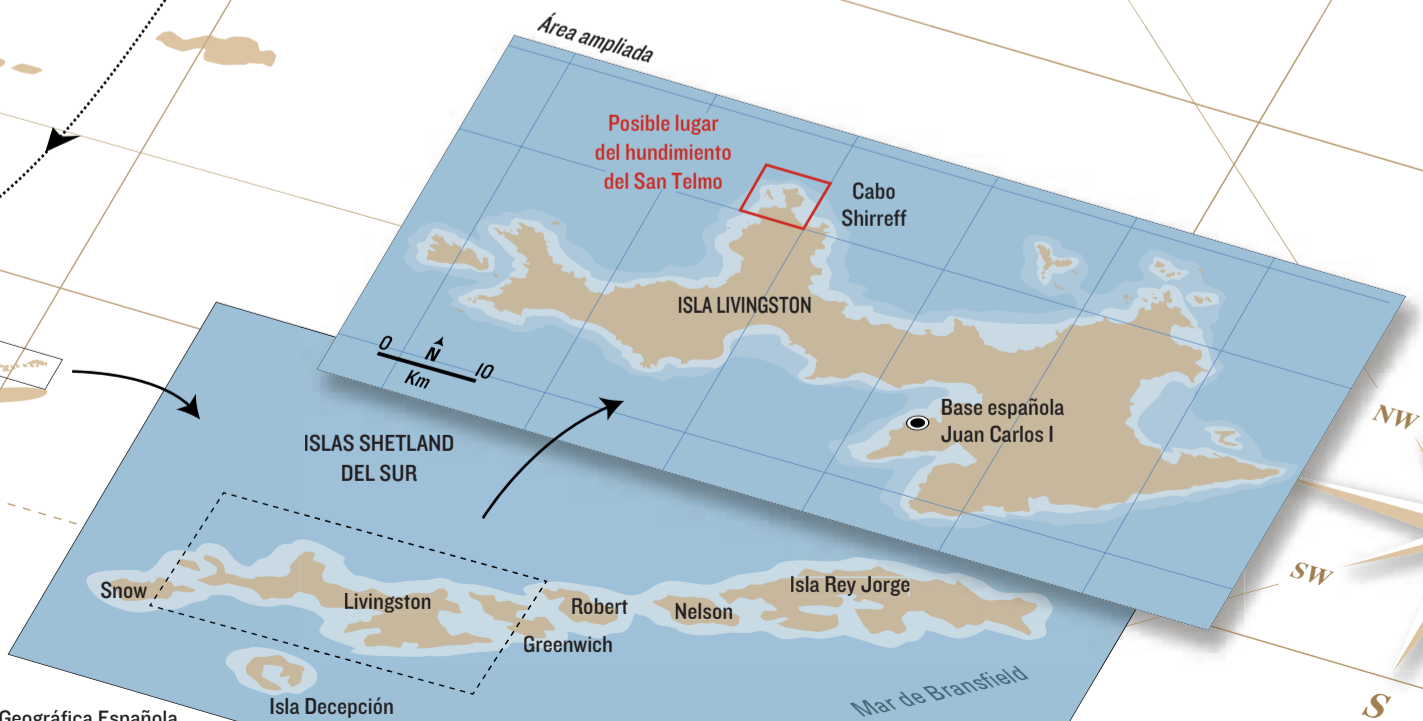 Área ampliada
Posible lugar
del hundimiento
del San Telmo
Cabo
Shirreff
ISLA LIVINGSTON
0
N
10
Km
Base española
Juan Carlos I
NW
ISLAS SHETLAND
DEL SUR
SW
Snow
Livingston
Robert
Nelson
Isla Rey Jorge
Greenwich
Isla Decepción
Mar de Bransfield
S
Geográfica Española